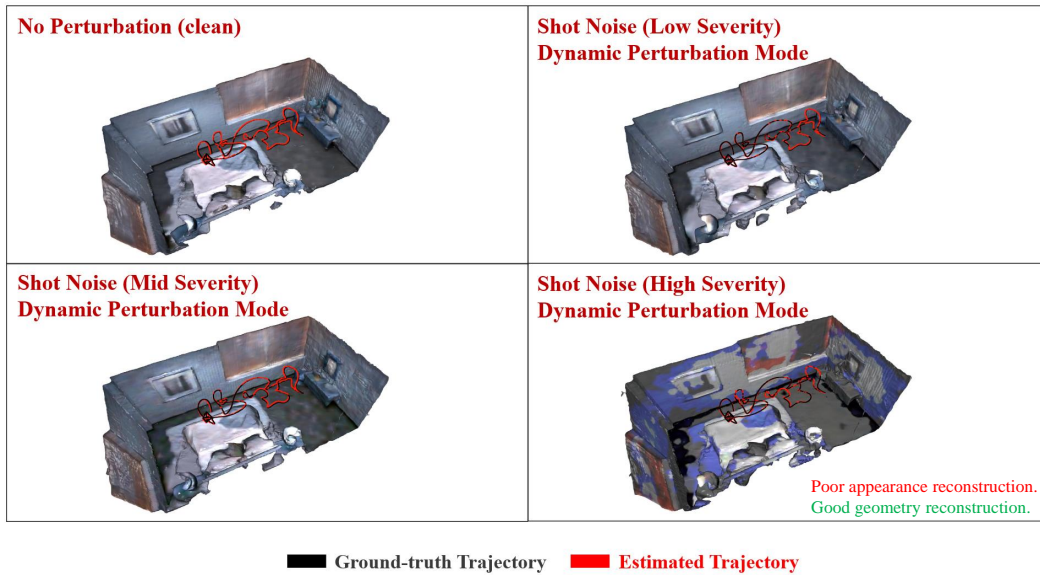 No Perturbation (clean)
Shot Noise (Low Severity)
Dynamic Perturbation Mode
Shot Noise (Mid Severity)
Dynamic Perturbation Mode
Shot Noise (High Severity)
Dynamic Perturbation Mode
Poor appearance reconstruction.
Good geometry reconstruction.
Ground-truth Trajectory
Estimated Trajectory